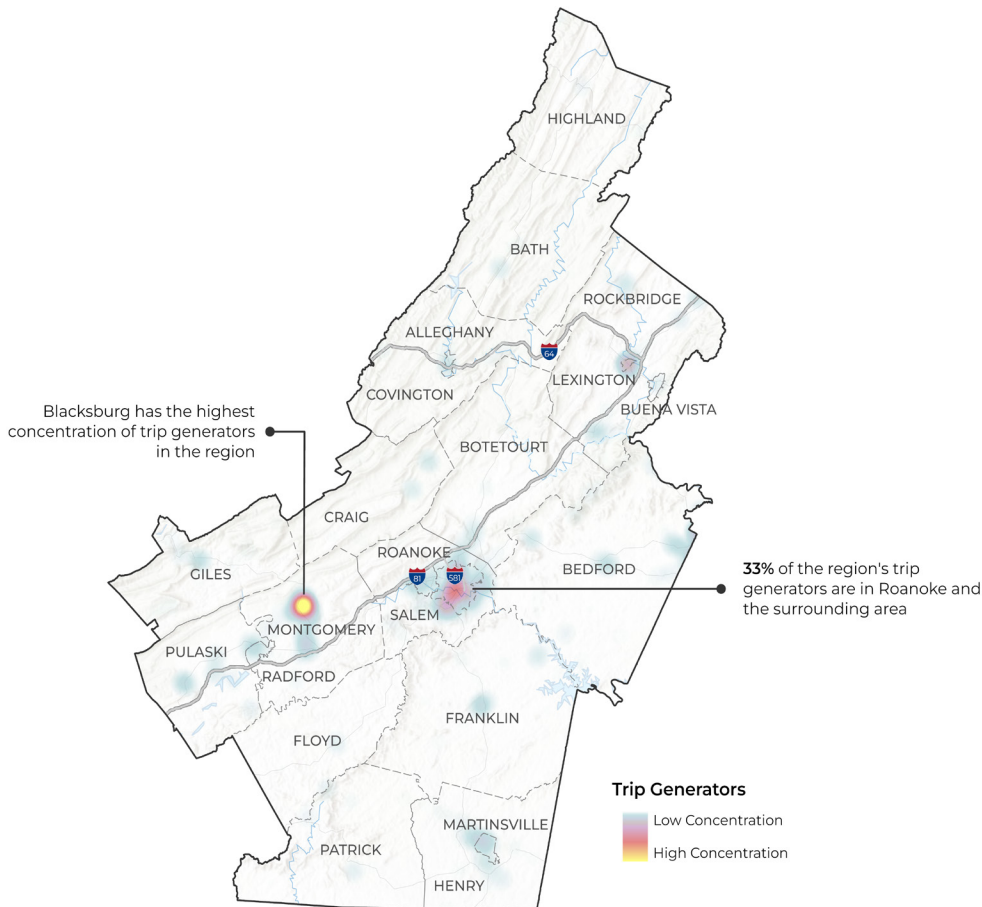 HIGHLAND
BATH
ROCKBRIDGE
ALLEGHANY
64
LEXINGTON
COVINGTON
BUENA VISTA
Blacksburg has the highest
concentration of trip generators
in the region
BOTETOURT
CRAIG
ROANOKE
GILES
81
581
BEDFORD
33% of the region's trip
generators are in Roanoke and
the surrounding area
SALEM
MONTGOMERY
PULASKI
RADFORD
FRANKLIN
FLOYD
Trip Generators
Low Concentration
High Concentration
MARTINSVILLE
PATRICK
HENRY